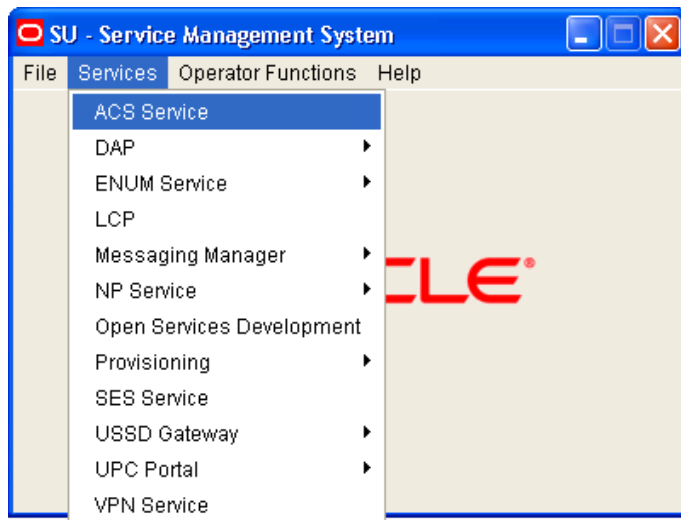 SU - Service Management System
File Services Operator Functions Help
ACS Service
DAP
ENUM Service
LCP
Messaging Manager
NP Service
Open Services Development
Provisioning
SES Service
USSD Gateway
UPC Portal
VPN Service
CLE®